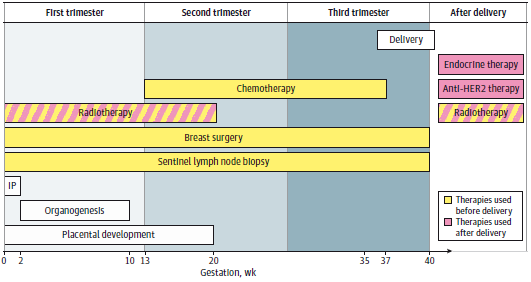 First trimester
Second trimester
Third trimester
After delivery
Delivery
Endocrine therapy
Chemotherapy
Anti-HER2 therapy
Radiotherapy
Radiotherapy
Breast surgery
Sentinel lymph node biopsy
IP
Organogenesis
Placental development
Therapies used
before delivery
Therapies used
after delivery
0 2 10 13 20 35 37 40
Gestation, wk